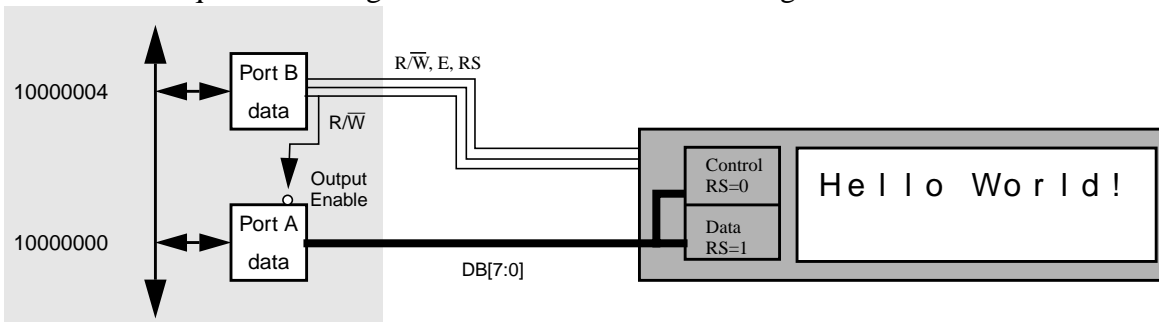 10000004
Port B
data
R/W̅, E, RS
R/W̅
Output
Enable
10000000
Port A
data
DB[7:0]
Control
RS=0
Data
RS=1
Hello World!